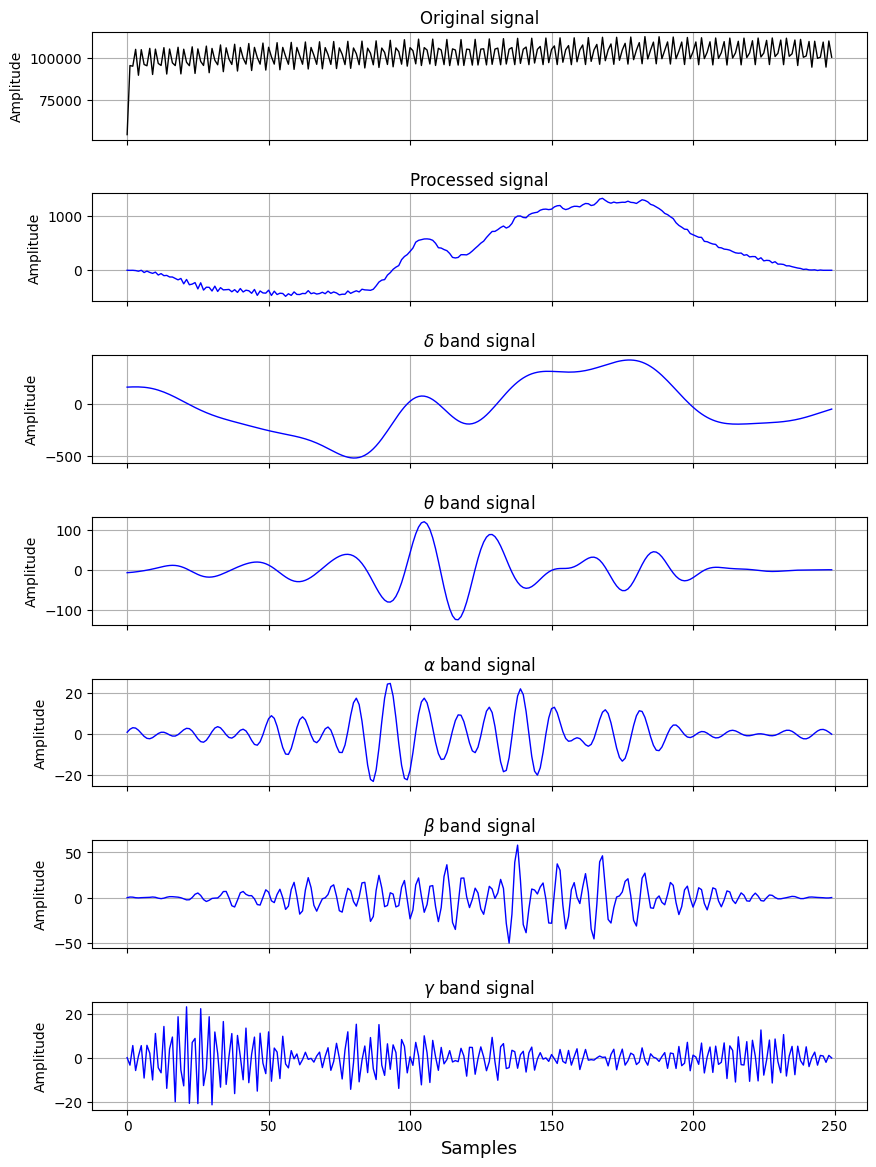 Original signal
Amplitude
100000
75000
Processed signal
Amplitude
1000
0
δ band signal
Amplitude
0
−500
θ band signal
Amplitude
100
0
−100
α band signal
Amplitude
20
0
−20
β band signal
Amplitude
50
0
−50
γ band signal
Amplitude
20
0
−20
0 50 100 150 200 250
Samples